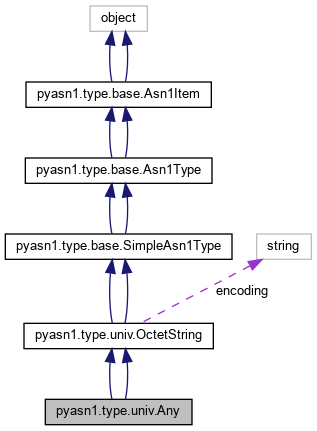 object
pyasn1.type.base.Asn1Item
pyasn1.type.base.Asn1Type
pyasn1.type.base.SimpleAsn1Type
string
encoding
pyasn1.type.univ.OctetString
pyasn1.type.univ.Any